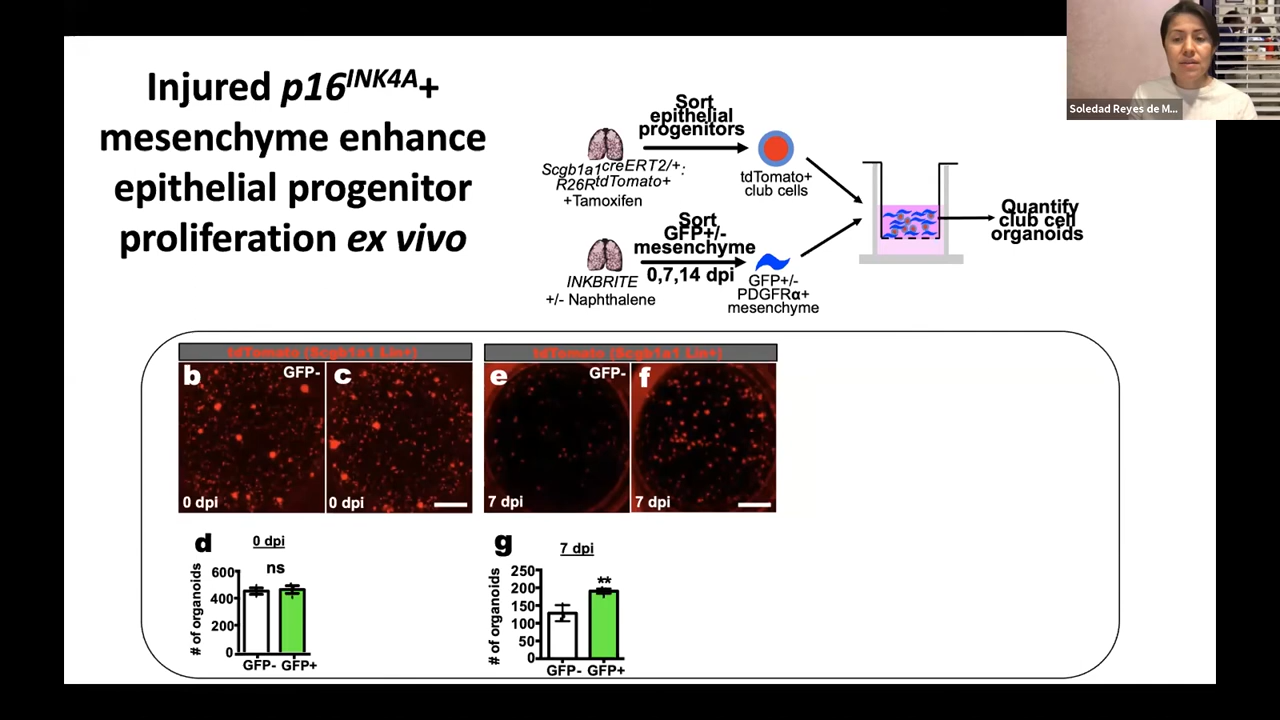 Injured p16INK4A+
mesenchyme enhance
epithelial progenitor
proliferation ex vivo
Sort
epithelial
progenitors
Scgb1a1creERT2/+:
R26RtdTomato+
+Tamoxifen
tdTomato+
club cells
Sort
GFP+/-
mesenchyme
0,7,14 dpi
INKBRITE
+/- Naphthalene
GFP+/-
PDGFRα+
mesenchyme
Quantify
club cell
organoids
Soledad Reyes de M...
tdTomato (Scgb1a1 Lin+)
b
GFP-
c
0 dpi
0 dpi
tdTomato (Scgb1a1 Lin+)
e
GFP-
f
7 dpi
7 dpi
d
0 dpi
ns
# of organoids
600
400
200
0
GFP- GFP+
g
7 dpi
**
# of organoids
250
200
150
100
50
0
GFP- GFP+